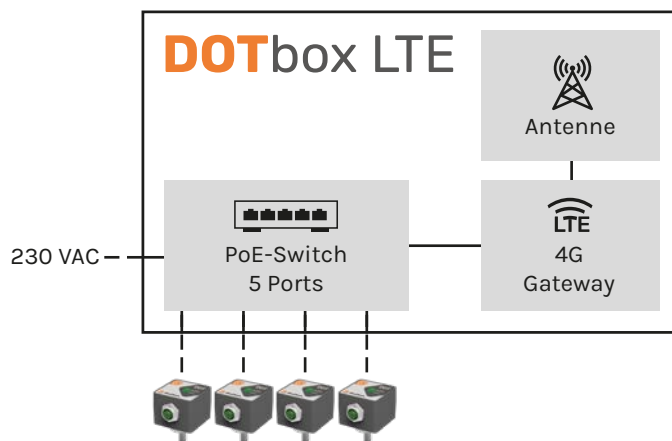 DOTbox LTE
Antenne
PoE-Switch
5 Ports
LTE
4G
Gateway
230 VAC